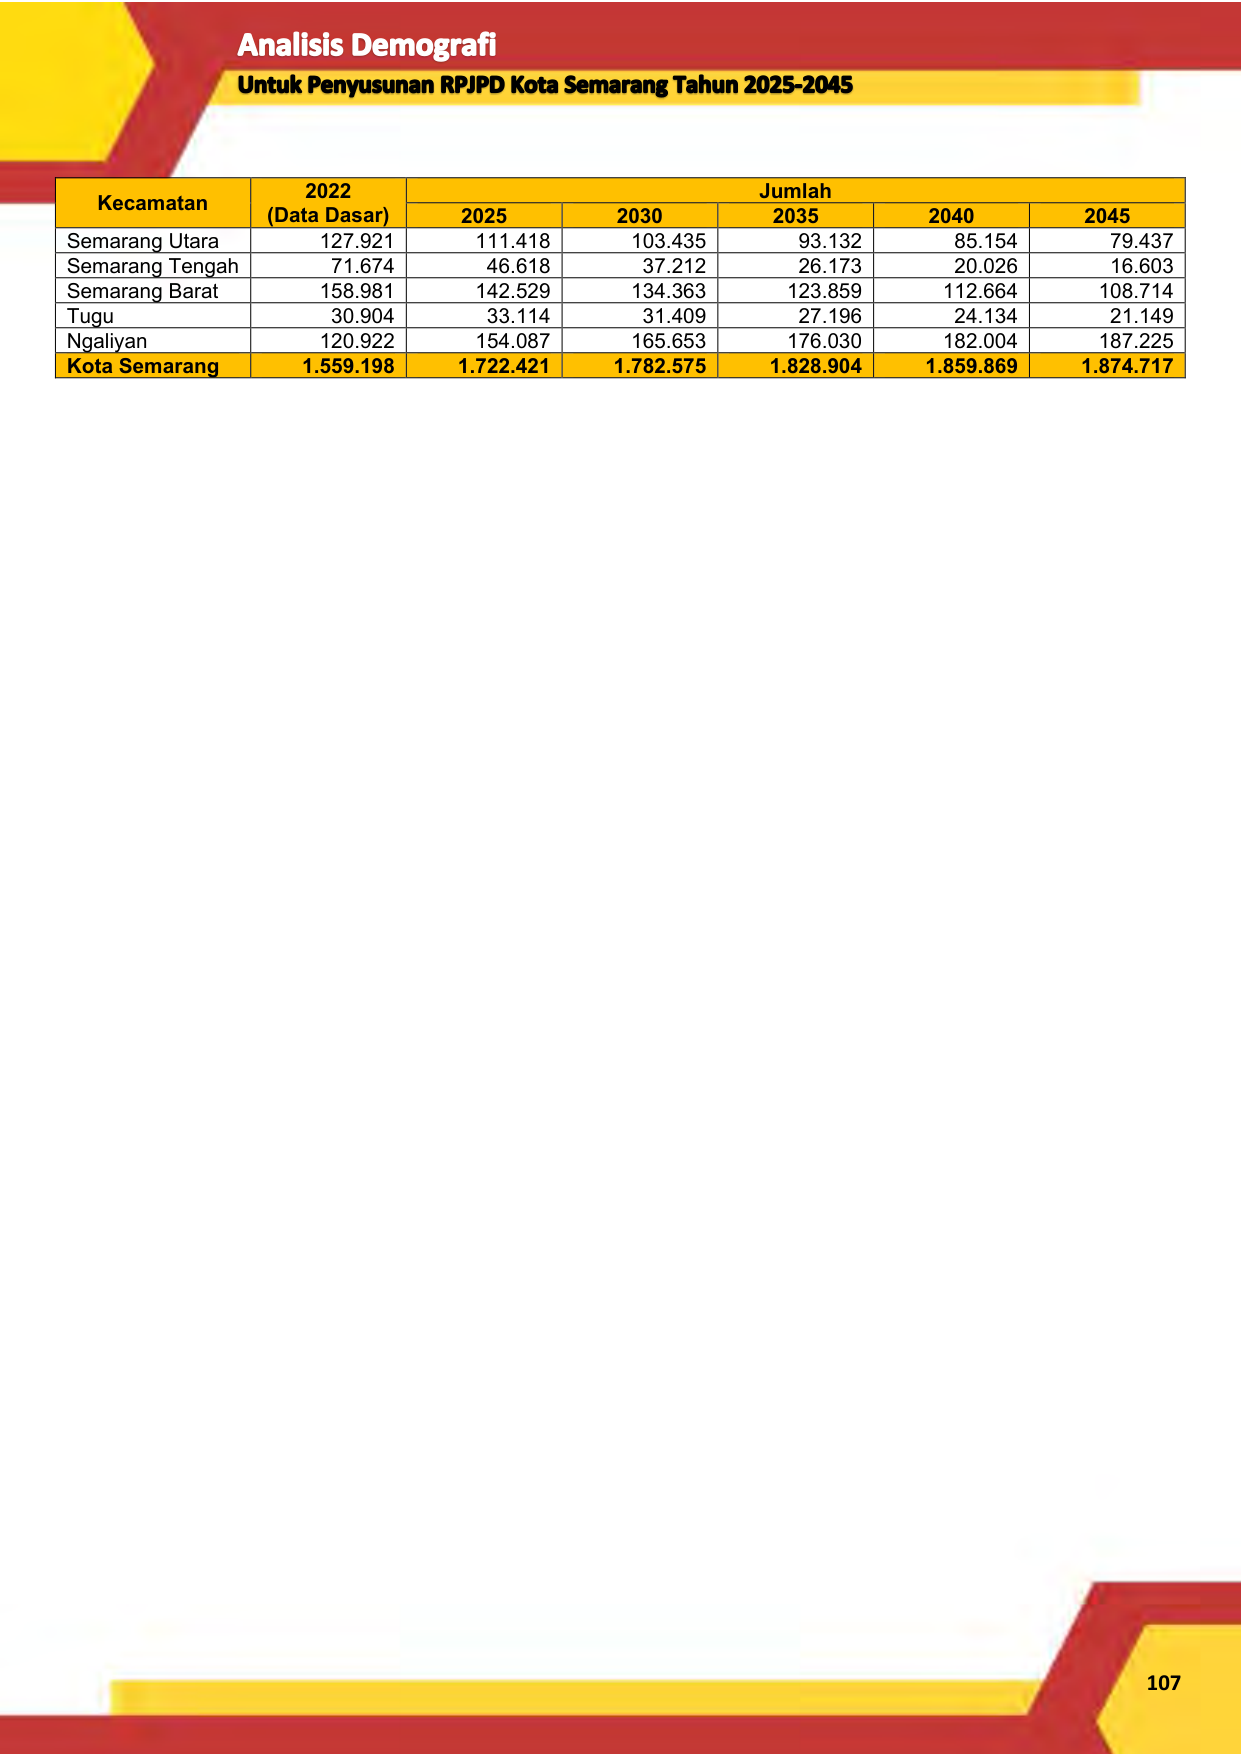 Analisis Demografi
Untuk Penyusunan RPJPD Kota Semarang Tahun 2025-2045
Kecamatan 2022 (Data Dasar) Jumlah
2025 2030 2035 2040 2045
Semarang Utara 127.921 111.418 103.435 93.132 85.154 79.437
Semarang Tengah 71.674 46.618 37.212 26.173 20.026 16.603
Semarang Barat 158.981 142.529 134.363 123.859 112.664 108.714
Tugu 30.904 33.114 31.409 27.196 24.134 21.149
Ngaliyan 120.922 154.087 165.653 176.030 182.004 187.225
Kota Semarang 1.559.198 1.722.421 1.782.575 1.828.904 1.859.869 1.874.717
107